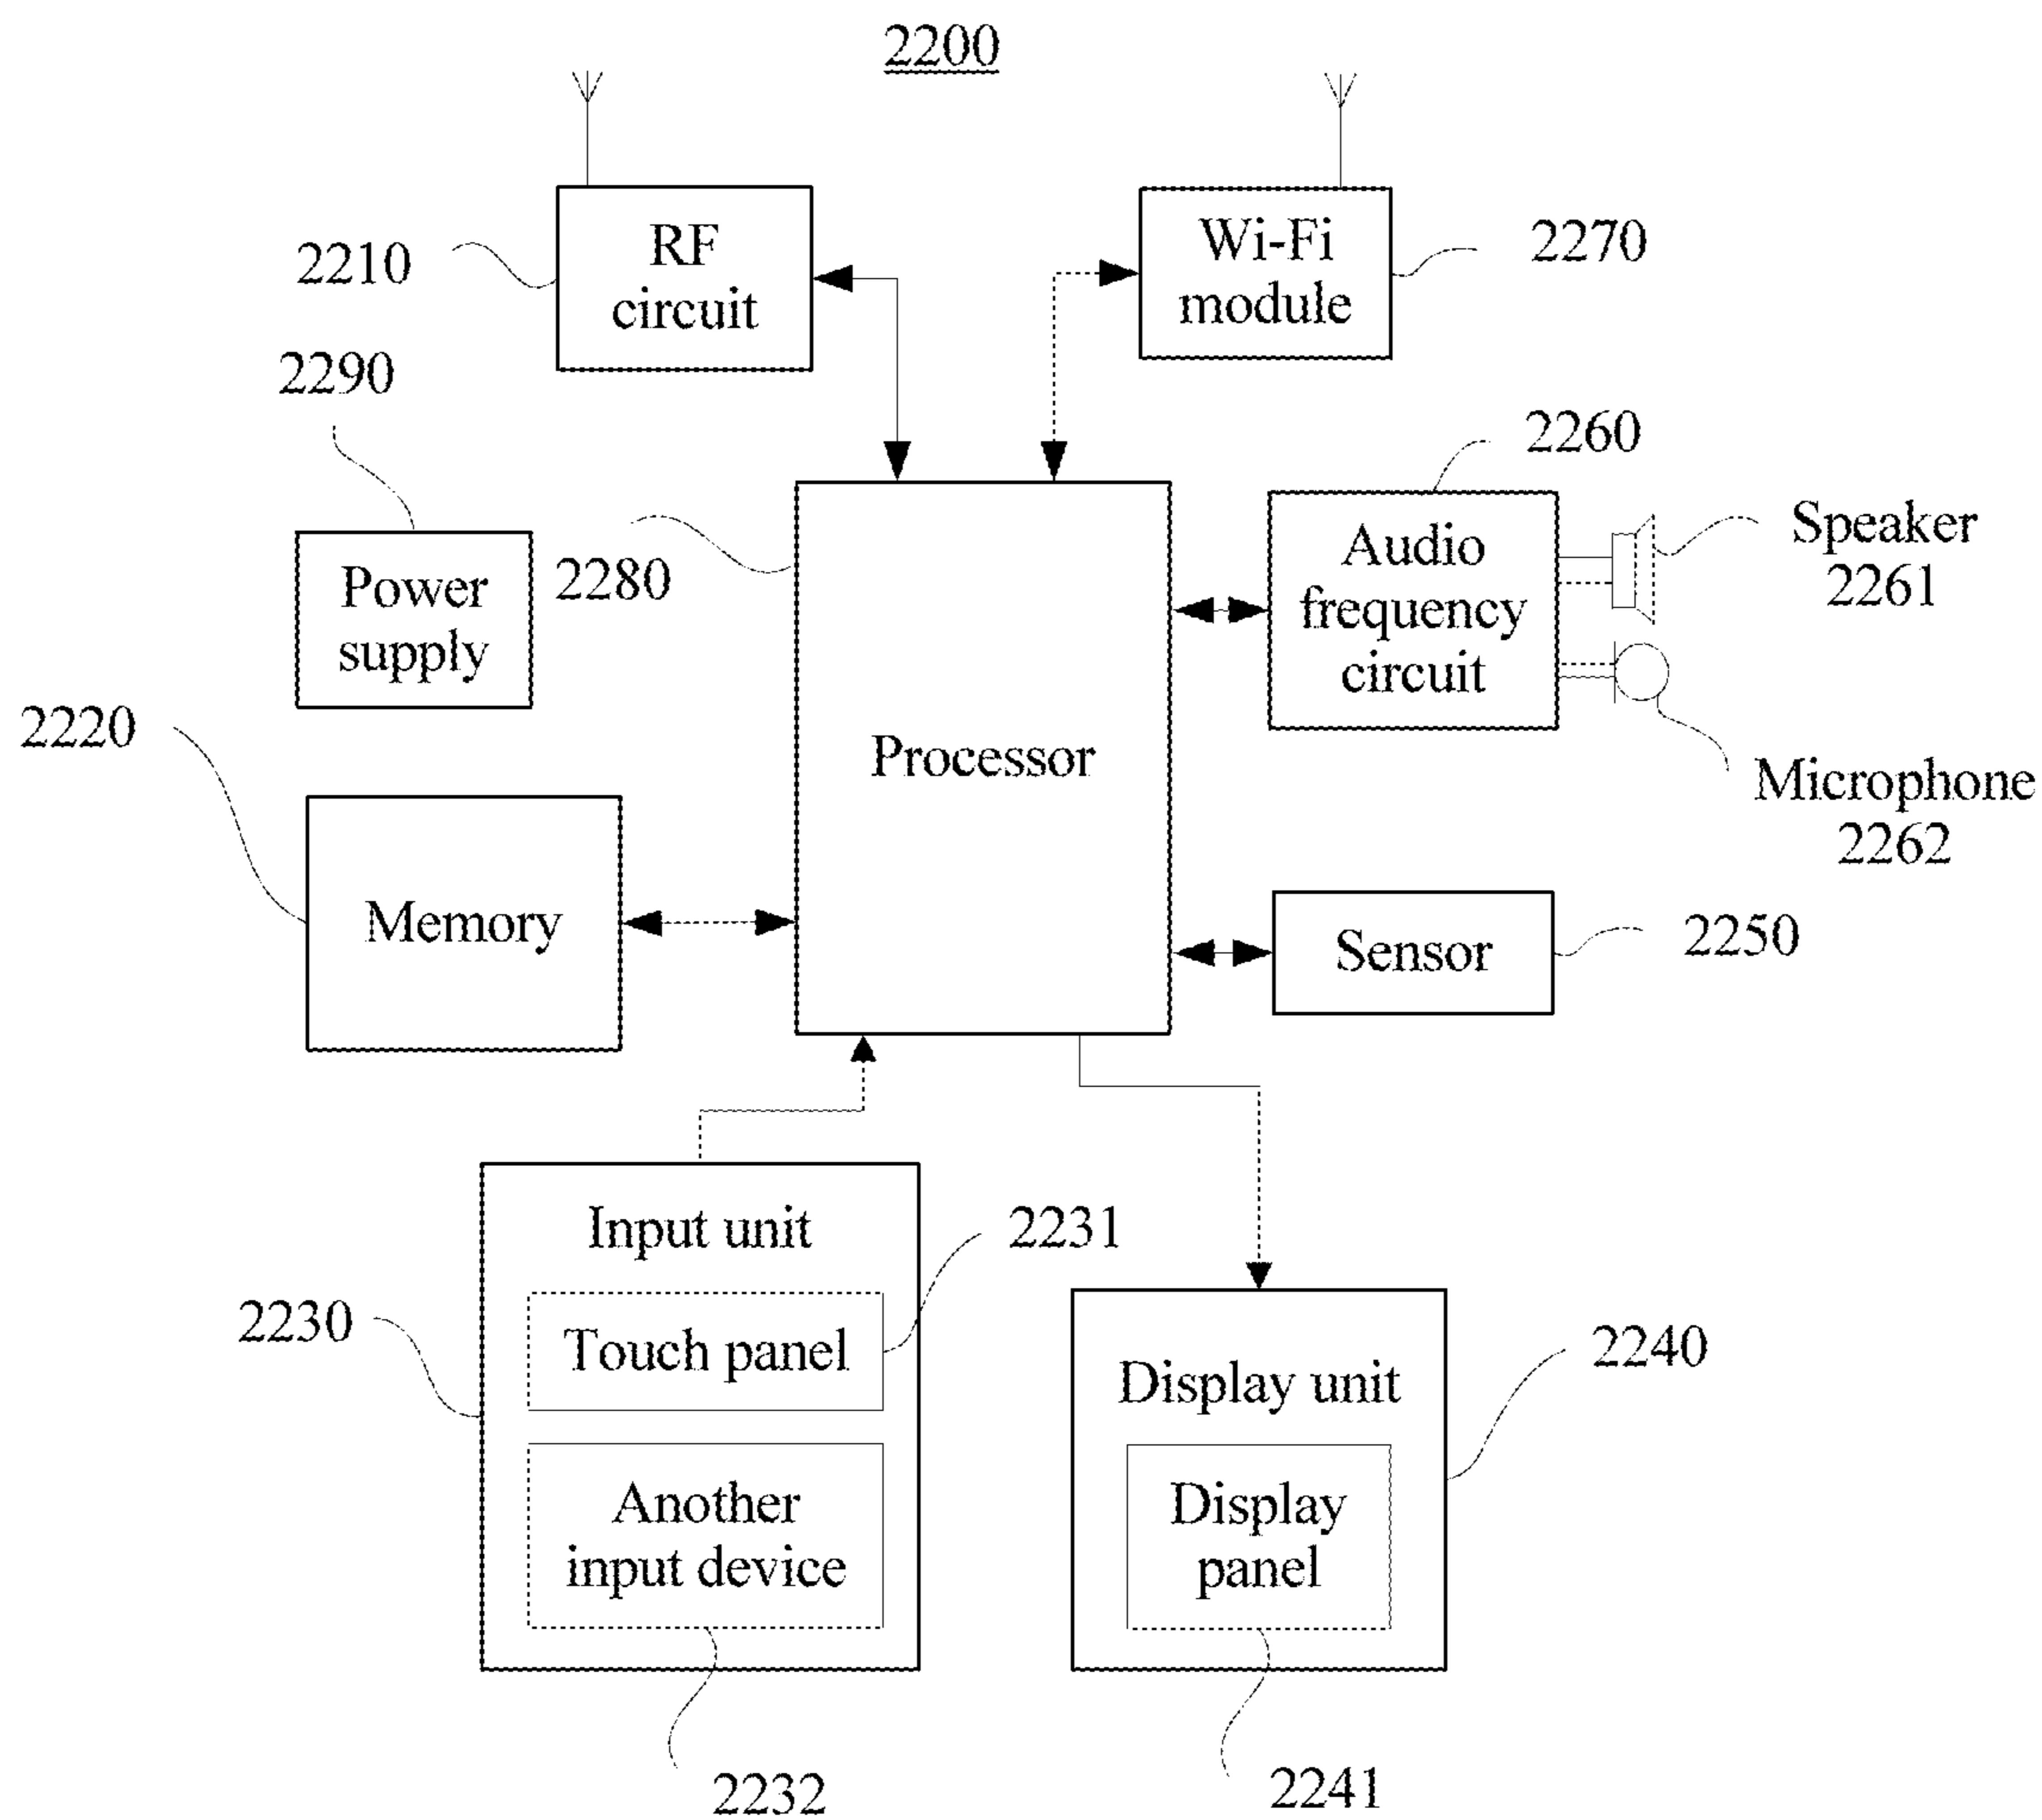 2200
RF
circuit
2210
Wi-Fi
module
2270
2290
Power
supply
2280
2260
Audio
frequency
circuit
Speaker
2261
Microphone
2262
Processor
2220
Memory
Sensor
2250
Input unit
2231
2230
Touch panel
Another
input device
2232
Display unit
2240
Display
panel
2241